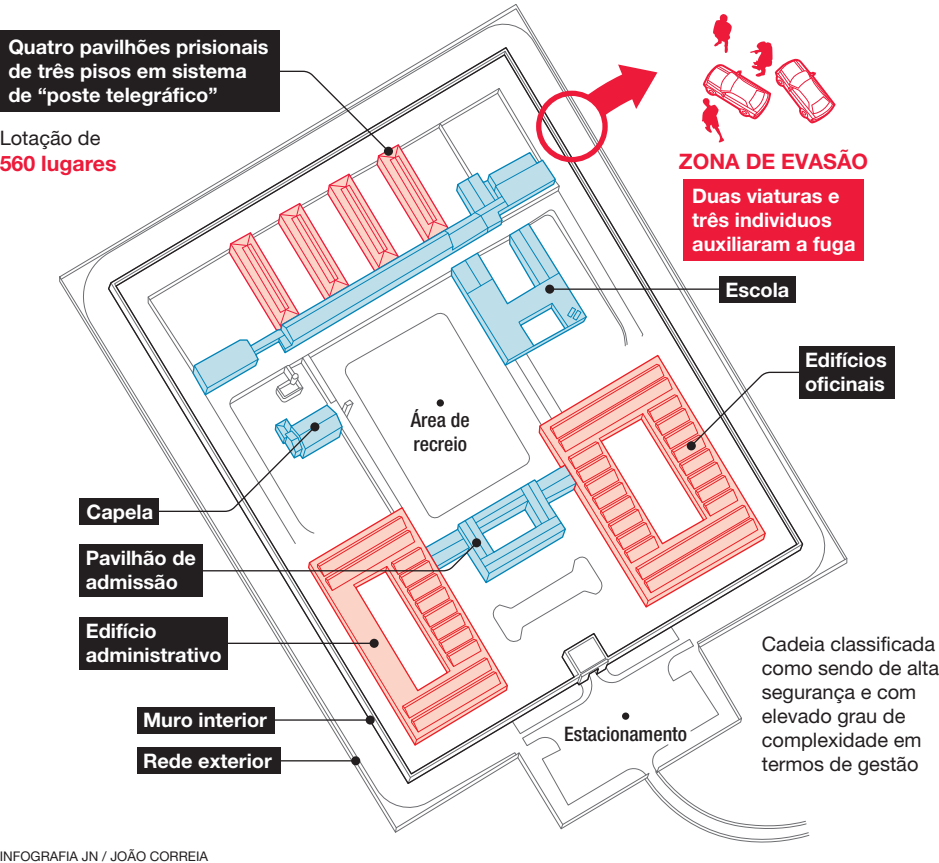 Quatro pavilhões prisionais
de três pisos em sistema
de “poste telegráfico”
Lotação de
560 lugares
ZONA DE EVASÃO
Duas viaturas e
três individuos
auxiliaram a fuga
Escola
Edifícios
oficinais
Área de
recreio
Capela
Pavilhão de
admissão
Edifício
administrativo
Muro interior
Rede exterior
Estacionamento
Cadeia classificada
como sendo de alta
segurança e com
elevado grau de
complexidade em
termos de gestão
INFOGRAFIA JN / JOÃO CORREIA